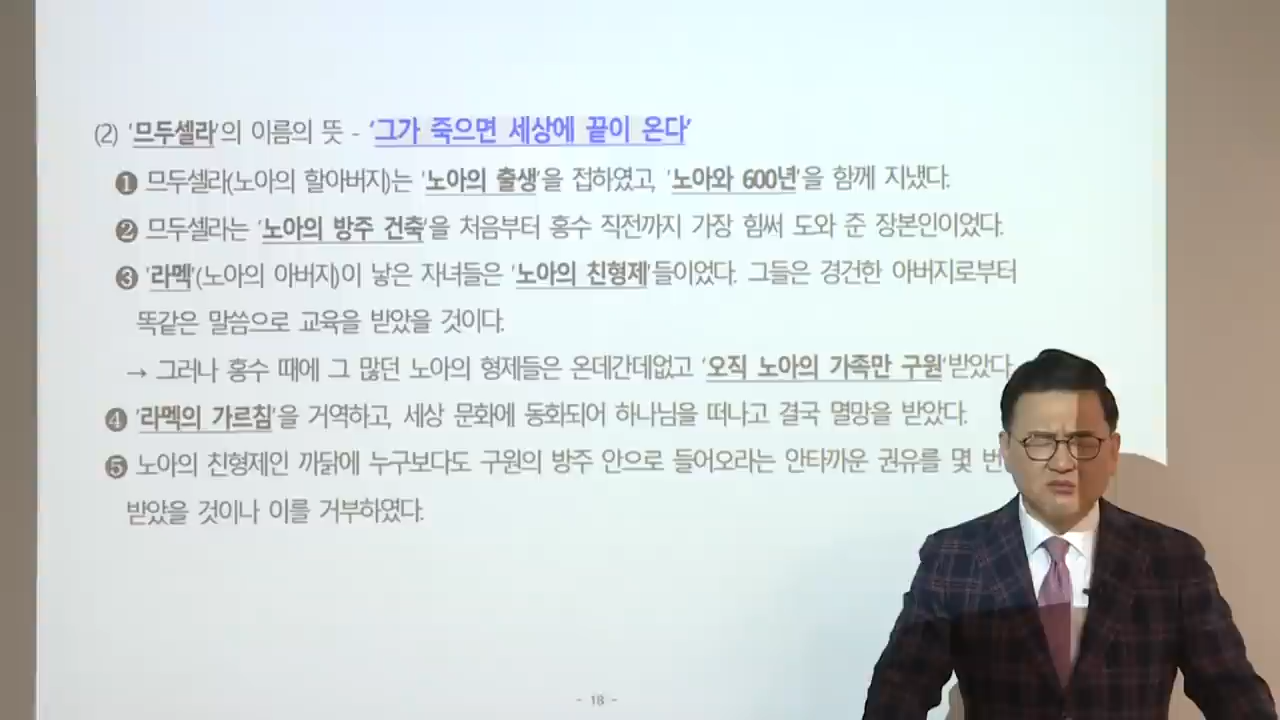 (2) '므두셀라'의 이름의 뜻 - '그가 죽으면 세상에 끝이 온다'
❶ 므두셀라(노아의 할아버지)는 '노아의 출생'을 접하였고, '노아와 600년'을 함께 지냈다.
❷ 므두셀라는 '노아의 방주 건축'을 처음부터 홍수 직전까지 가장 힘써 도와 준 장본인이었다.
❸ '라멕'(노아의 아버지)이 낳은 자녀들은 '노아의 친형제'들이었다. 그들은 경건한 아버지로부터
똑같은 말씀으로 교육을 받았을 것이다.
→ 그러나 홍수 때에 그 많던 노아의 형제들은 온데간데없고 '오직 노아의 가족만 구원'받았다.
❹ '라멕의 가르침'을 거역하고, 세상 문화에 동화되어 하나님을 떠나고 결국 멸망을 받았다.
❺ 노아의 친형제인 까닭에 누구보다도 구원의 방주 안으로 들어오라는 안타까운 권유를 몇 번
받았을 것이나 이를 거부하였다.
- 18 -